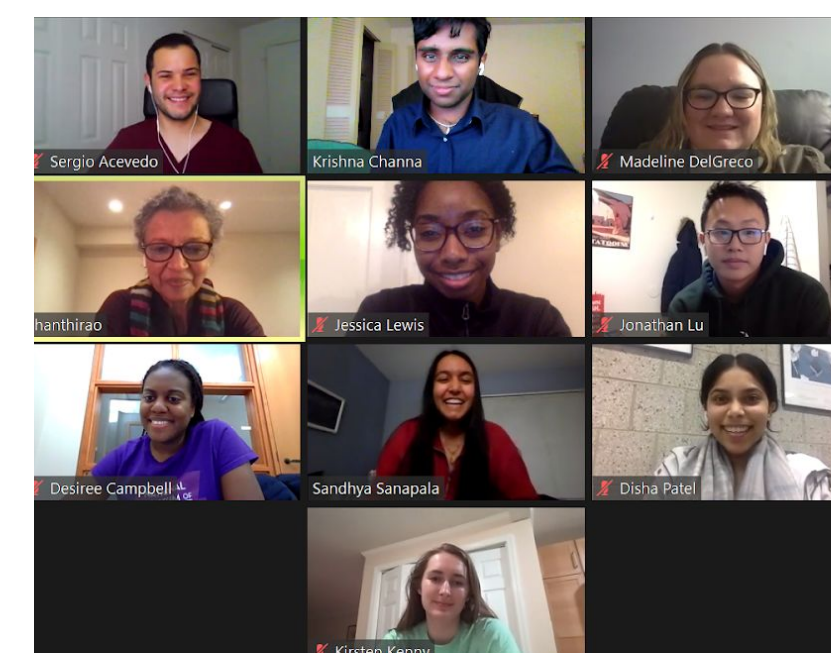 Sergio Acevedo
Krishna Channa
Madeline DelGreco
hanthirao
Jessica Lewis
Jonathan Lu
Desiree Campbell
Sandhya Sanapala
Disha Patel
Kirsten Kenny